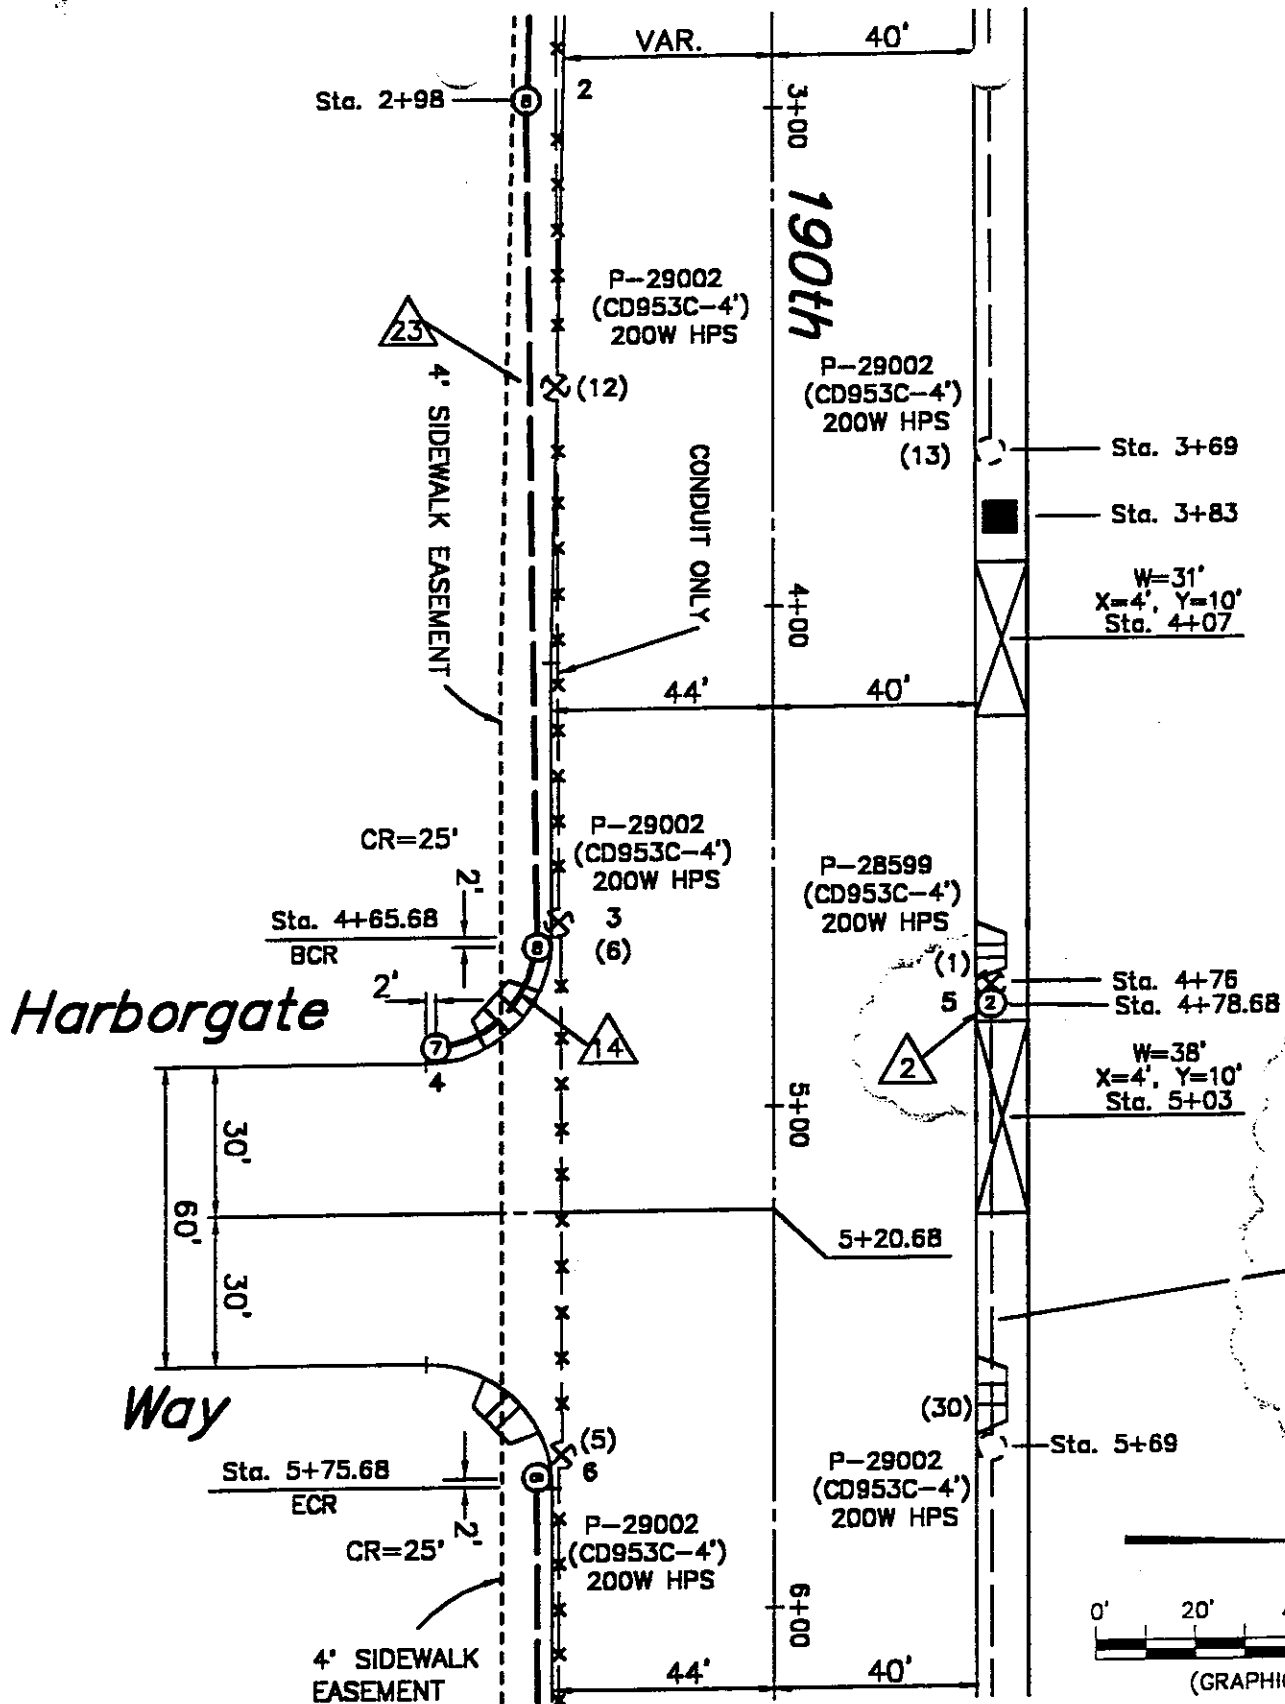 VAR.
40'
Sta. 2+98
8
2
3+00
190th
P-29002
(CD953C-4')
200W HPS
23
(12)
4' SIDEWALK EASEMENT
P-29002
(CD953C-4')
200W HPS
(13)
Sta. 3+69
CONDUIT ONLY
Sta. 3+83
W=31'
X=4', Y=10'
Sta. 4+07
4+00
44'
40'
CR=25'
P-29002
(CD953C-4')
200W HPS
2'
Sta. 4+65.68
BCR
8
3
(6)
P-28599
(CD953C-4')
200W HPS
(1)
Sta. 4+76
5
2
Sta. 4+78.68
2'
Harborgate
7
4
14
2
W=38'
X=4', Y=10'
Sta. 5+03
5+00
30'
60'
30'
5+20.68
Way
(30)
Sta. 5+69
(5)
6
Sta. 5+75.68
ECR
2'
CR=25'
P-29002
(CD953C-4')
200W HPS
P-29002
(CD953C-4')
200W HPS
6+00
4' SIDEWALK
EASEMENT
44'
40'
0'
20'
(GRAPHI